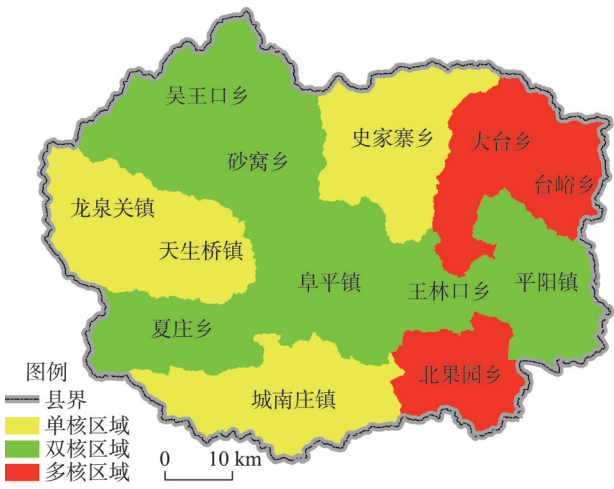 吴王口乡
史家寨乡
大台乡
砂窝乡
台峪乡
龙泉关镇
天生桥镇
阜平镇
王林口乡
平阳镇
夏庄乡
北果园乡
城南庄镇
图例
县界
单核区域
双核区域
多核区域
0 10 km